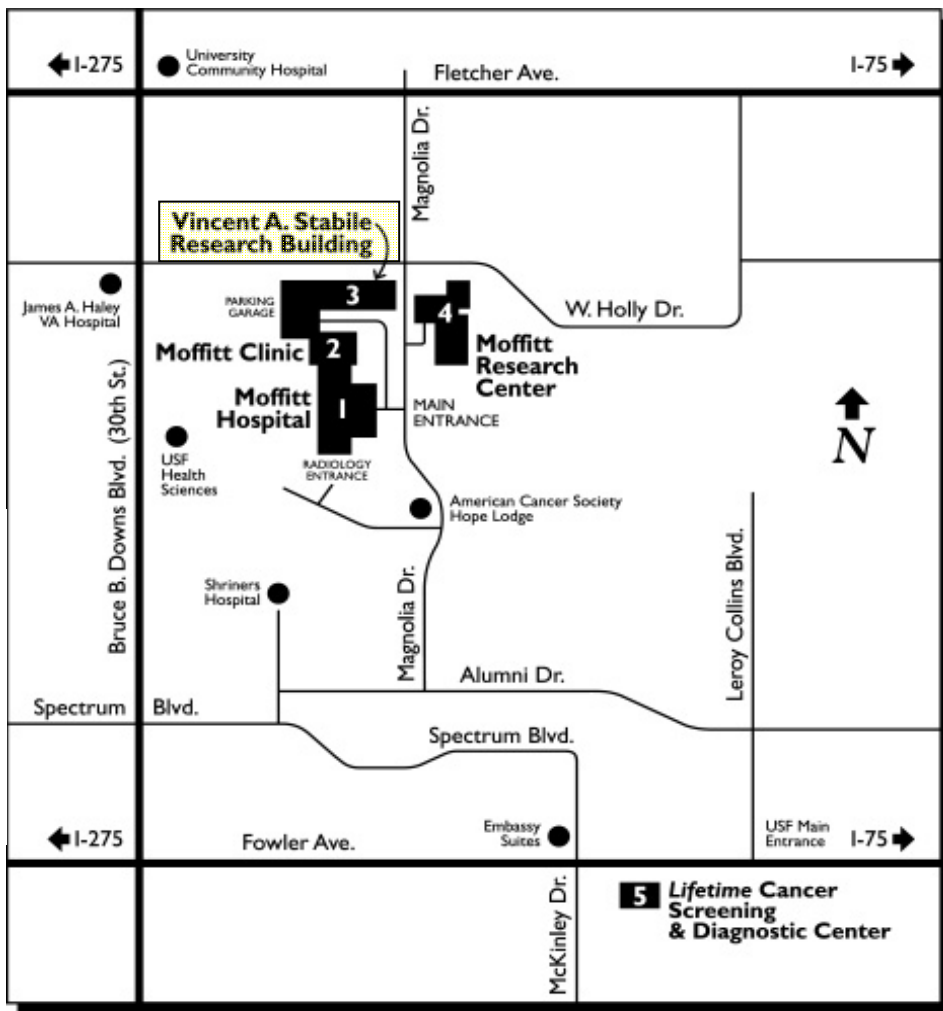 I-275
University
Community Hospital
Fletcher Ave.
I-75
Magnolia Dr.
Vincent A. Stabile
Research Building
James A. Haley
VA Hospital
PARKING
GARAGE
3
4
W. Holly Dr.
Moffitt Clinic
2
Moffitt
Research
Center
Moffitt
Hospital
1
MAIN
ENTRANCE
N
Bruce B. Downs Blvd. (30th St.)
USF
Health
Sciences
RADIOLOGY
ENTRANCE
American Cancer Society
Hope Lodge
Shriners
Hospital
Magnolia Dr.
Leroy Collins Blvd.
Alumni Dr.
Spectrum Blvd.
Spectrum Blvd.
I-275
Fowler Ave.
Embassy
Suites
USF Main
Entrance
I-75
McKinley Dr.
5
Lifetime Cancer
Screening
& Diagnostic Center